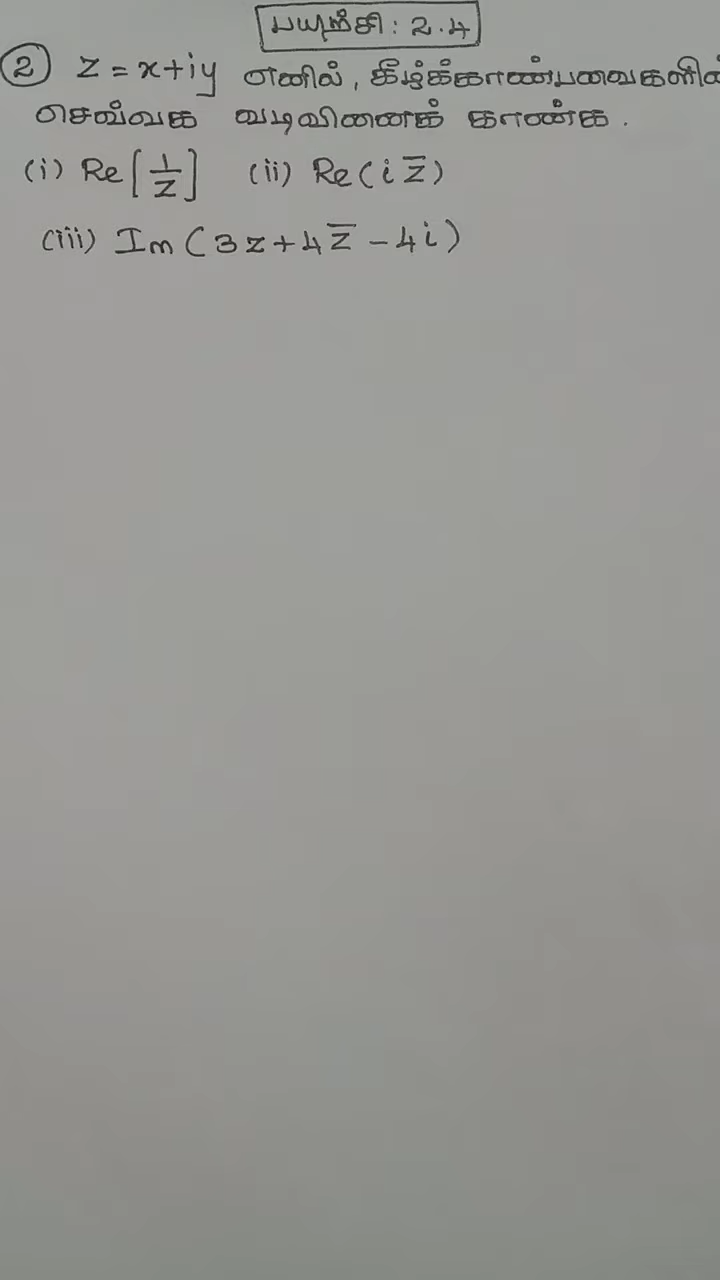 பயிற்சி : 2.4
② z = x+iy எனில், கீழ்க்காண்பவைகளின்
செவ்வக வடிவினைக் காண்க.
(i) Re[1/z] (ii) Re(i z̅)
(iii) Im(3z+4z̅ -4i)